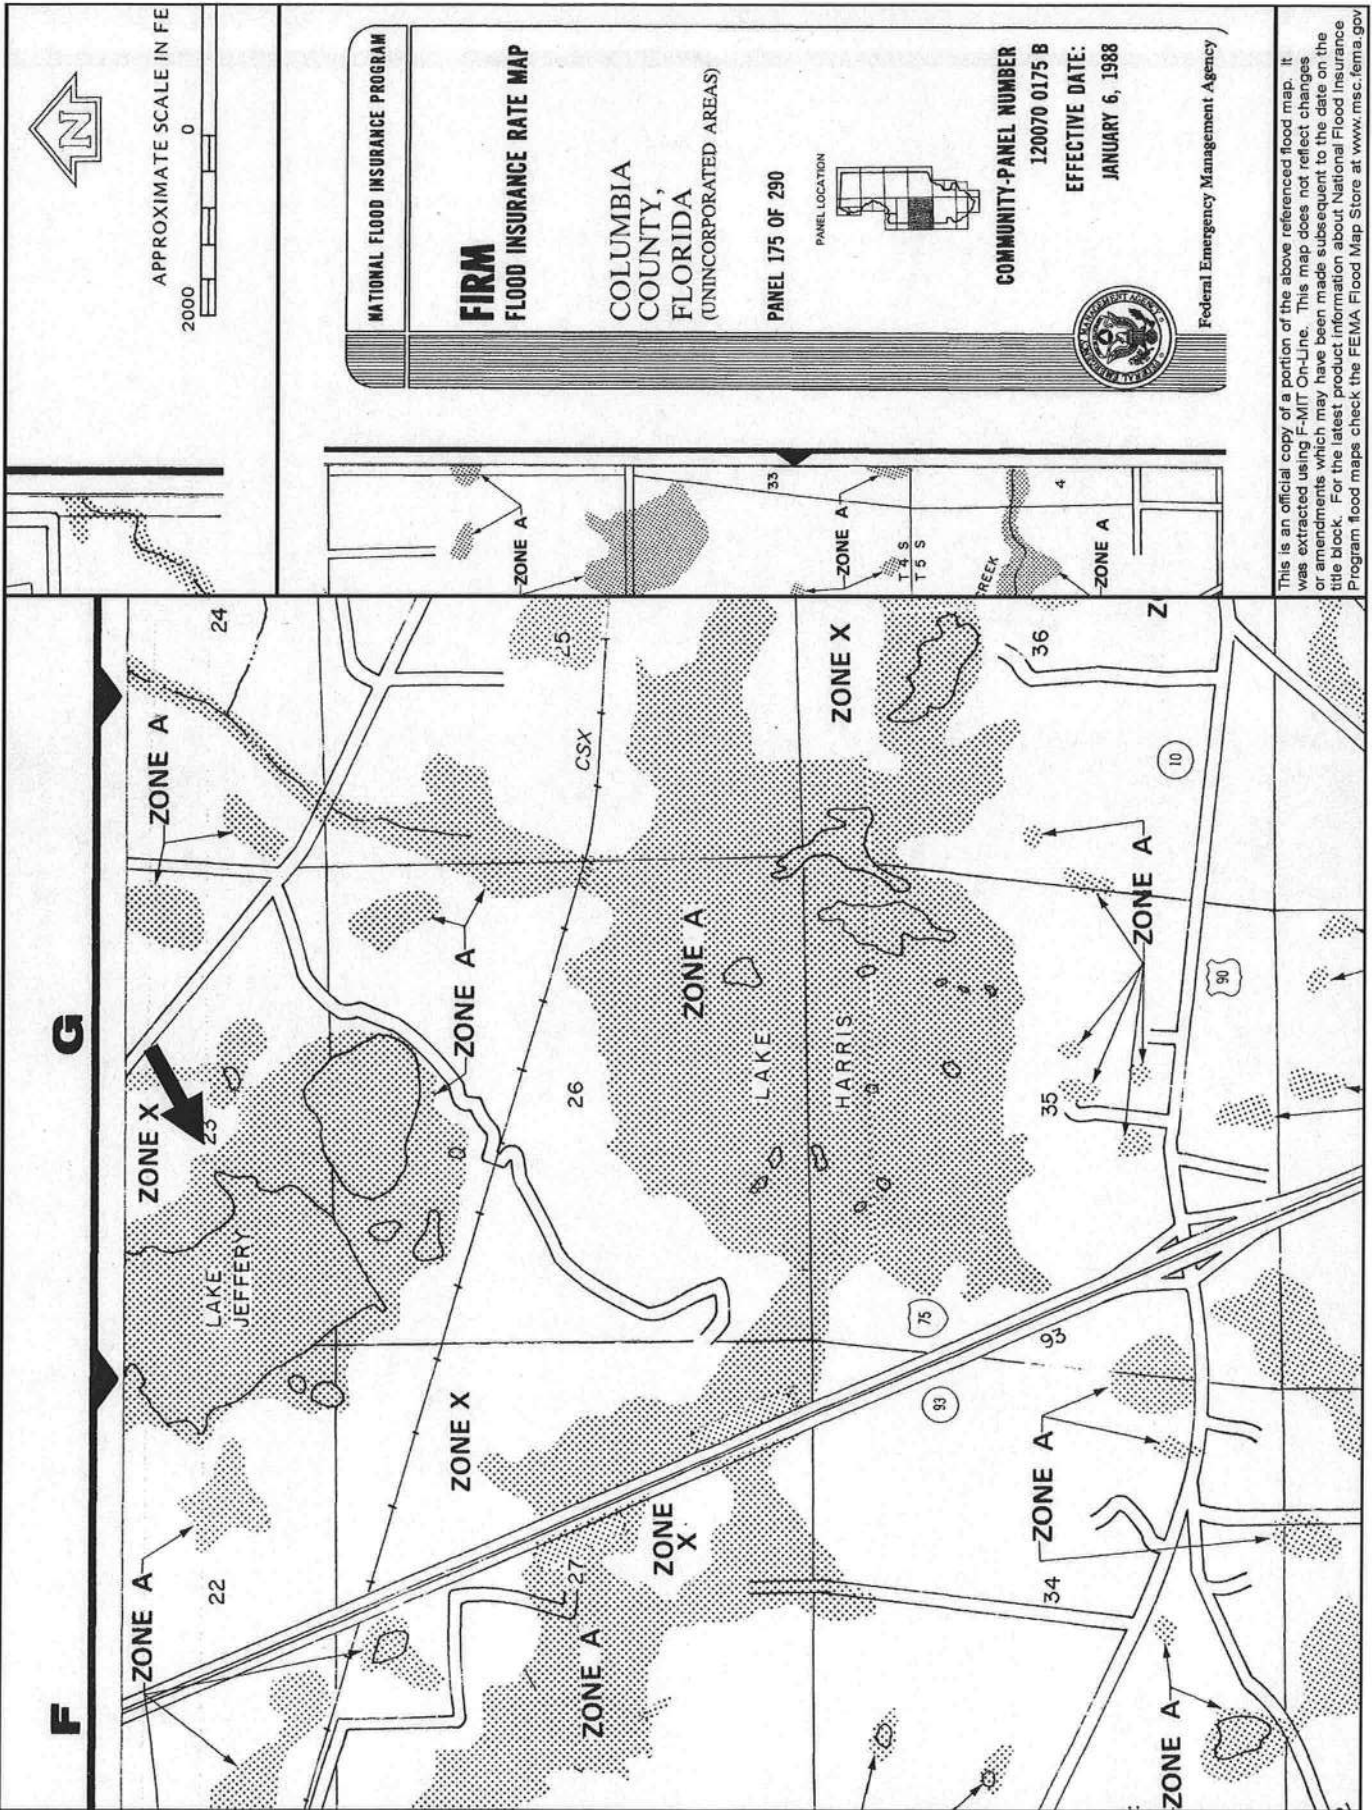 APPROXIMATE SCALE IN FE
2000 0
N
NATIONAL FLOOD INSURANCE PROGRAM
FIRM
FLOOD INSURANCE RATE MAP
COLUMBIA
COUNTY,
FLORIDA
(UNINCORPORATED AREAS)
PANEL 175 OF 290
PANEL LOCATION
COMMUNITY-PANEL NUMBER
120070 0175 B
EFFECTIVE DATE:
JANUARY 6, 1988
FEDERAL EMERGENCY MANAGEMENT AGENCY
Federal Emergency Management Agency
This is an official copy of a portion of the above referenced flood map. It
was extracted using F-MIT On-Line. This map does not reflect changes
or amendments which may have been made subsequent to the date on the
title block. For the latest product information about National Flood Insurance
Program flood maps check the FEMA Flood Map Store at www.msc.fema.gov
ZONE A
33
ZONE A
T 4 S
T 5 S
CREEK
4
ZONE A
F
G
ZONE A
22
ZONE X
23
LAKE
JEFFERY
ZONE A
24
ZONE X
ZONE A
26
CSX
25
ZONE A
27
ZONE
X
LAKE
HARRIS
ZONE A
ZONE X
75
93
93
34
ZONE A
35
ZONE A
36
10
90
ZONE A
Z